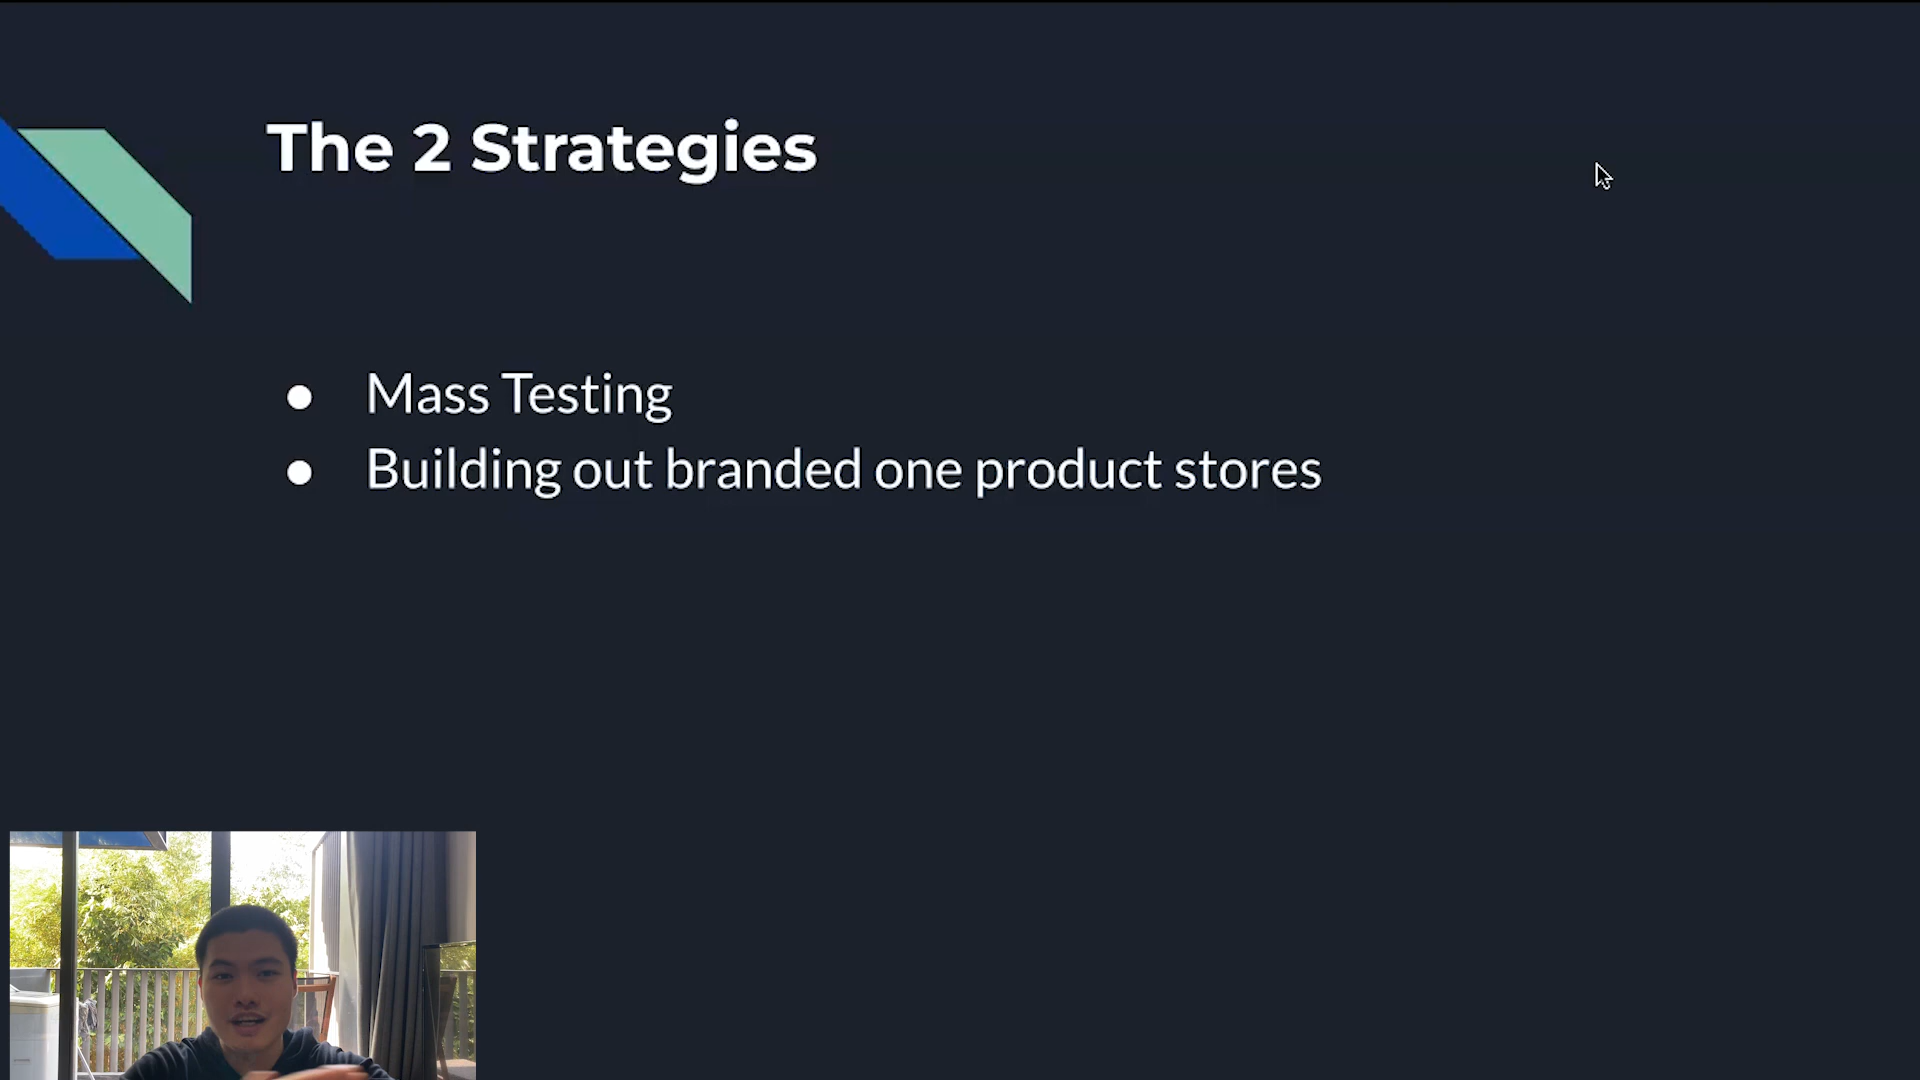 The 2 Strategies
● Mass Testing
● Building out branded one product stores